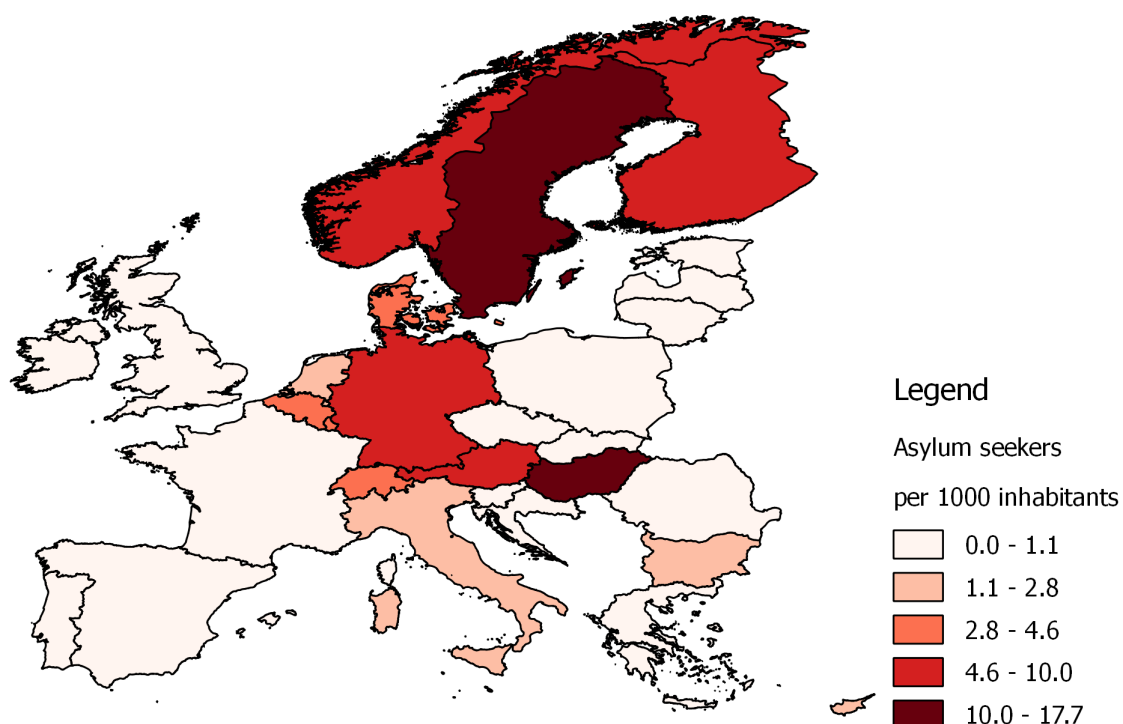 Legend
Asylum seekers
per 1000 inhabitants
0.0 - 1.1
1.1 - 2.8
2.8 - 4.6
4.6 - 10.0
10.0 - 17.7